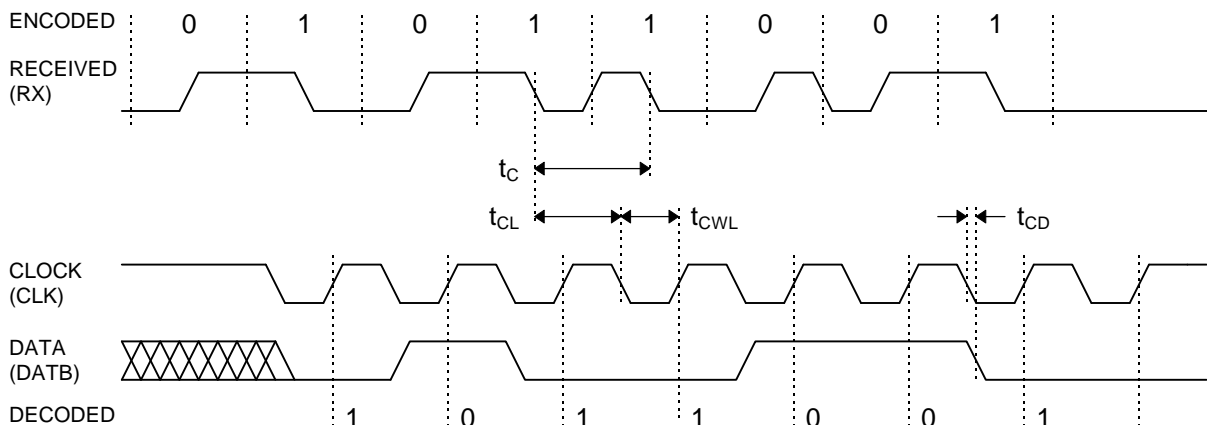 ENCODED 0 1 0 1 1 0 0 1
RECEIVED
(RX)
tC
tCL tCWL tCD
CLOCK
(CLK)
DATA
(DATB)
DECODED 1 0 1 1 0 0 1